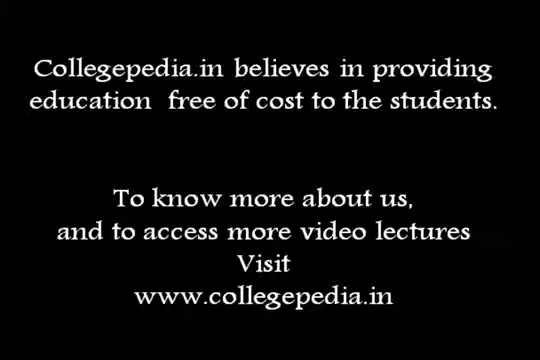 Collegepedia.in believes in providing
education free of cost to the students.
To know more about us,
and to access more video lectures
Visit
www.collegepedia.in